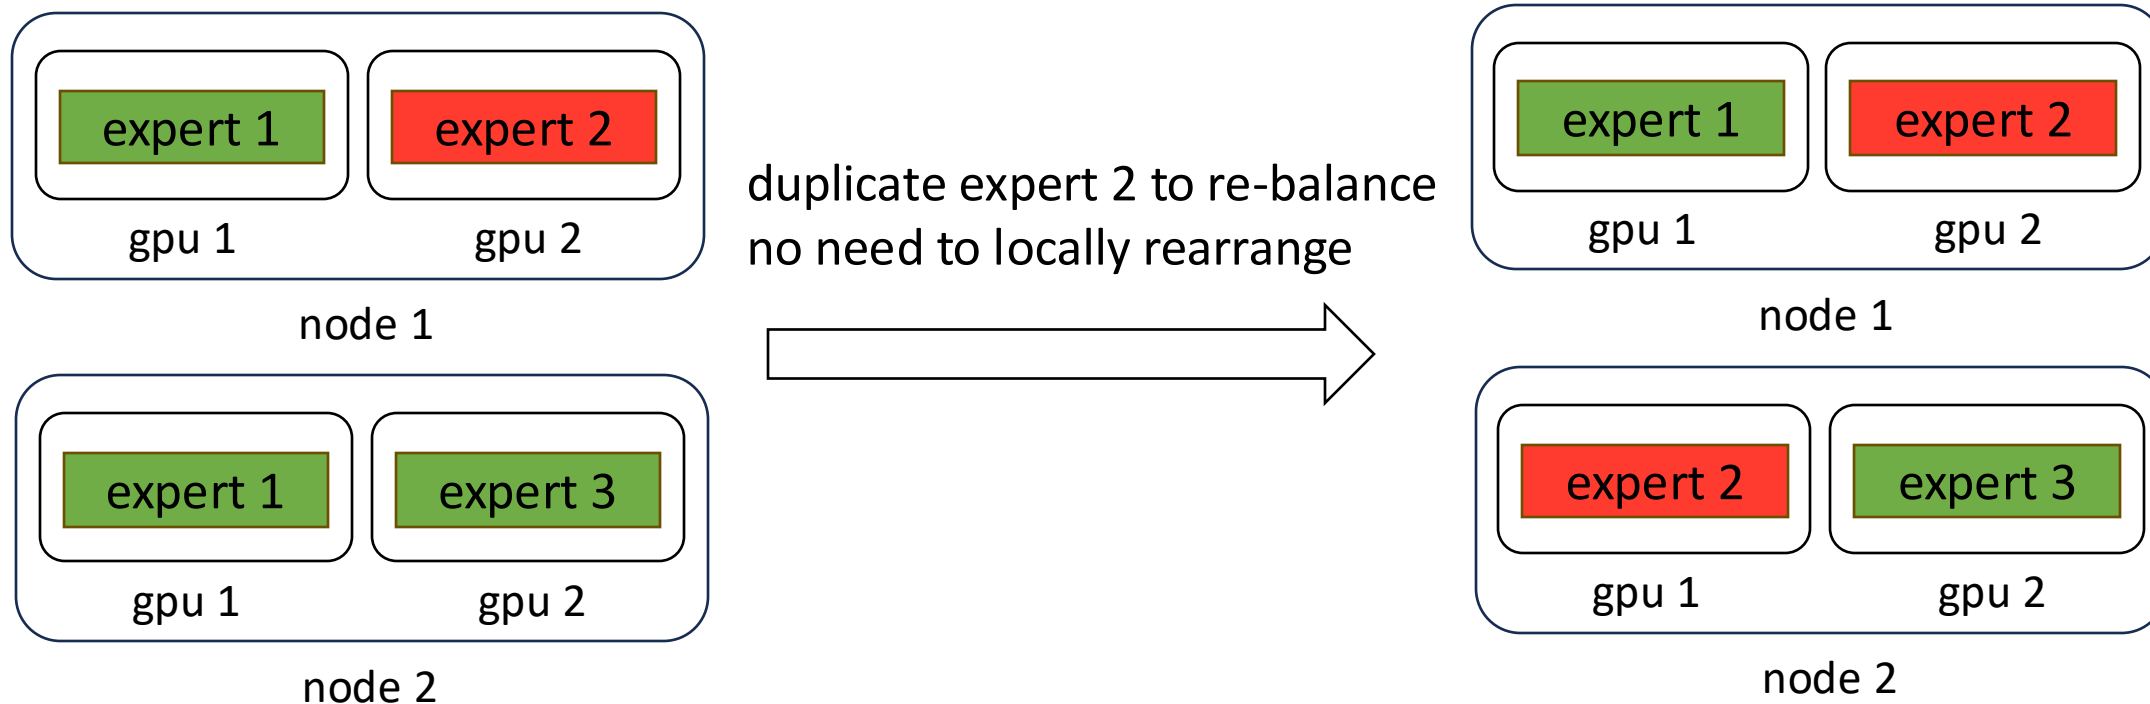 expert 1
expert 2
gpu 1
gpu 2
node 1
expert 1
expert 3
gpu 1
gpu 2
node 2
duplicate expert 2 to re-balance
no need to locally rearrange
expert 1
expert 2
gpu 1
gpu 2
node 1
expert 2
expert 3
gpu 1
gpu 2
node 2